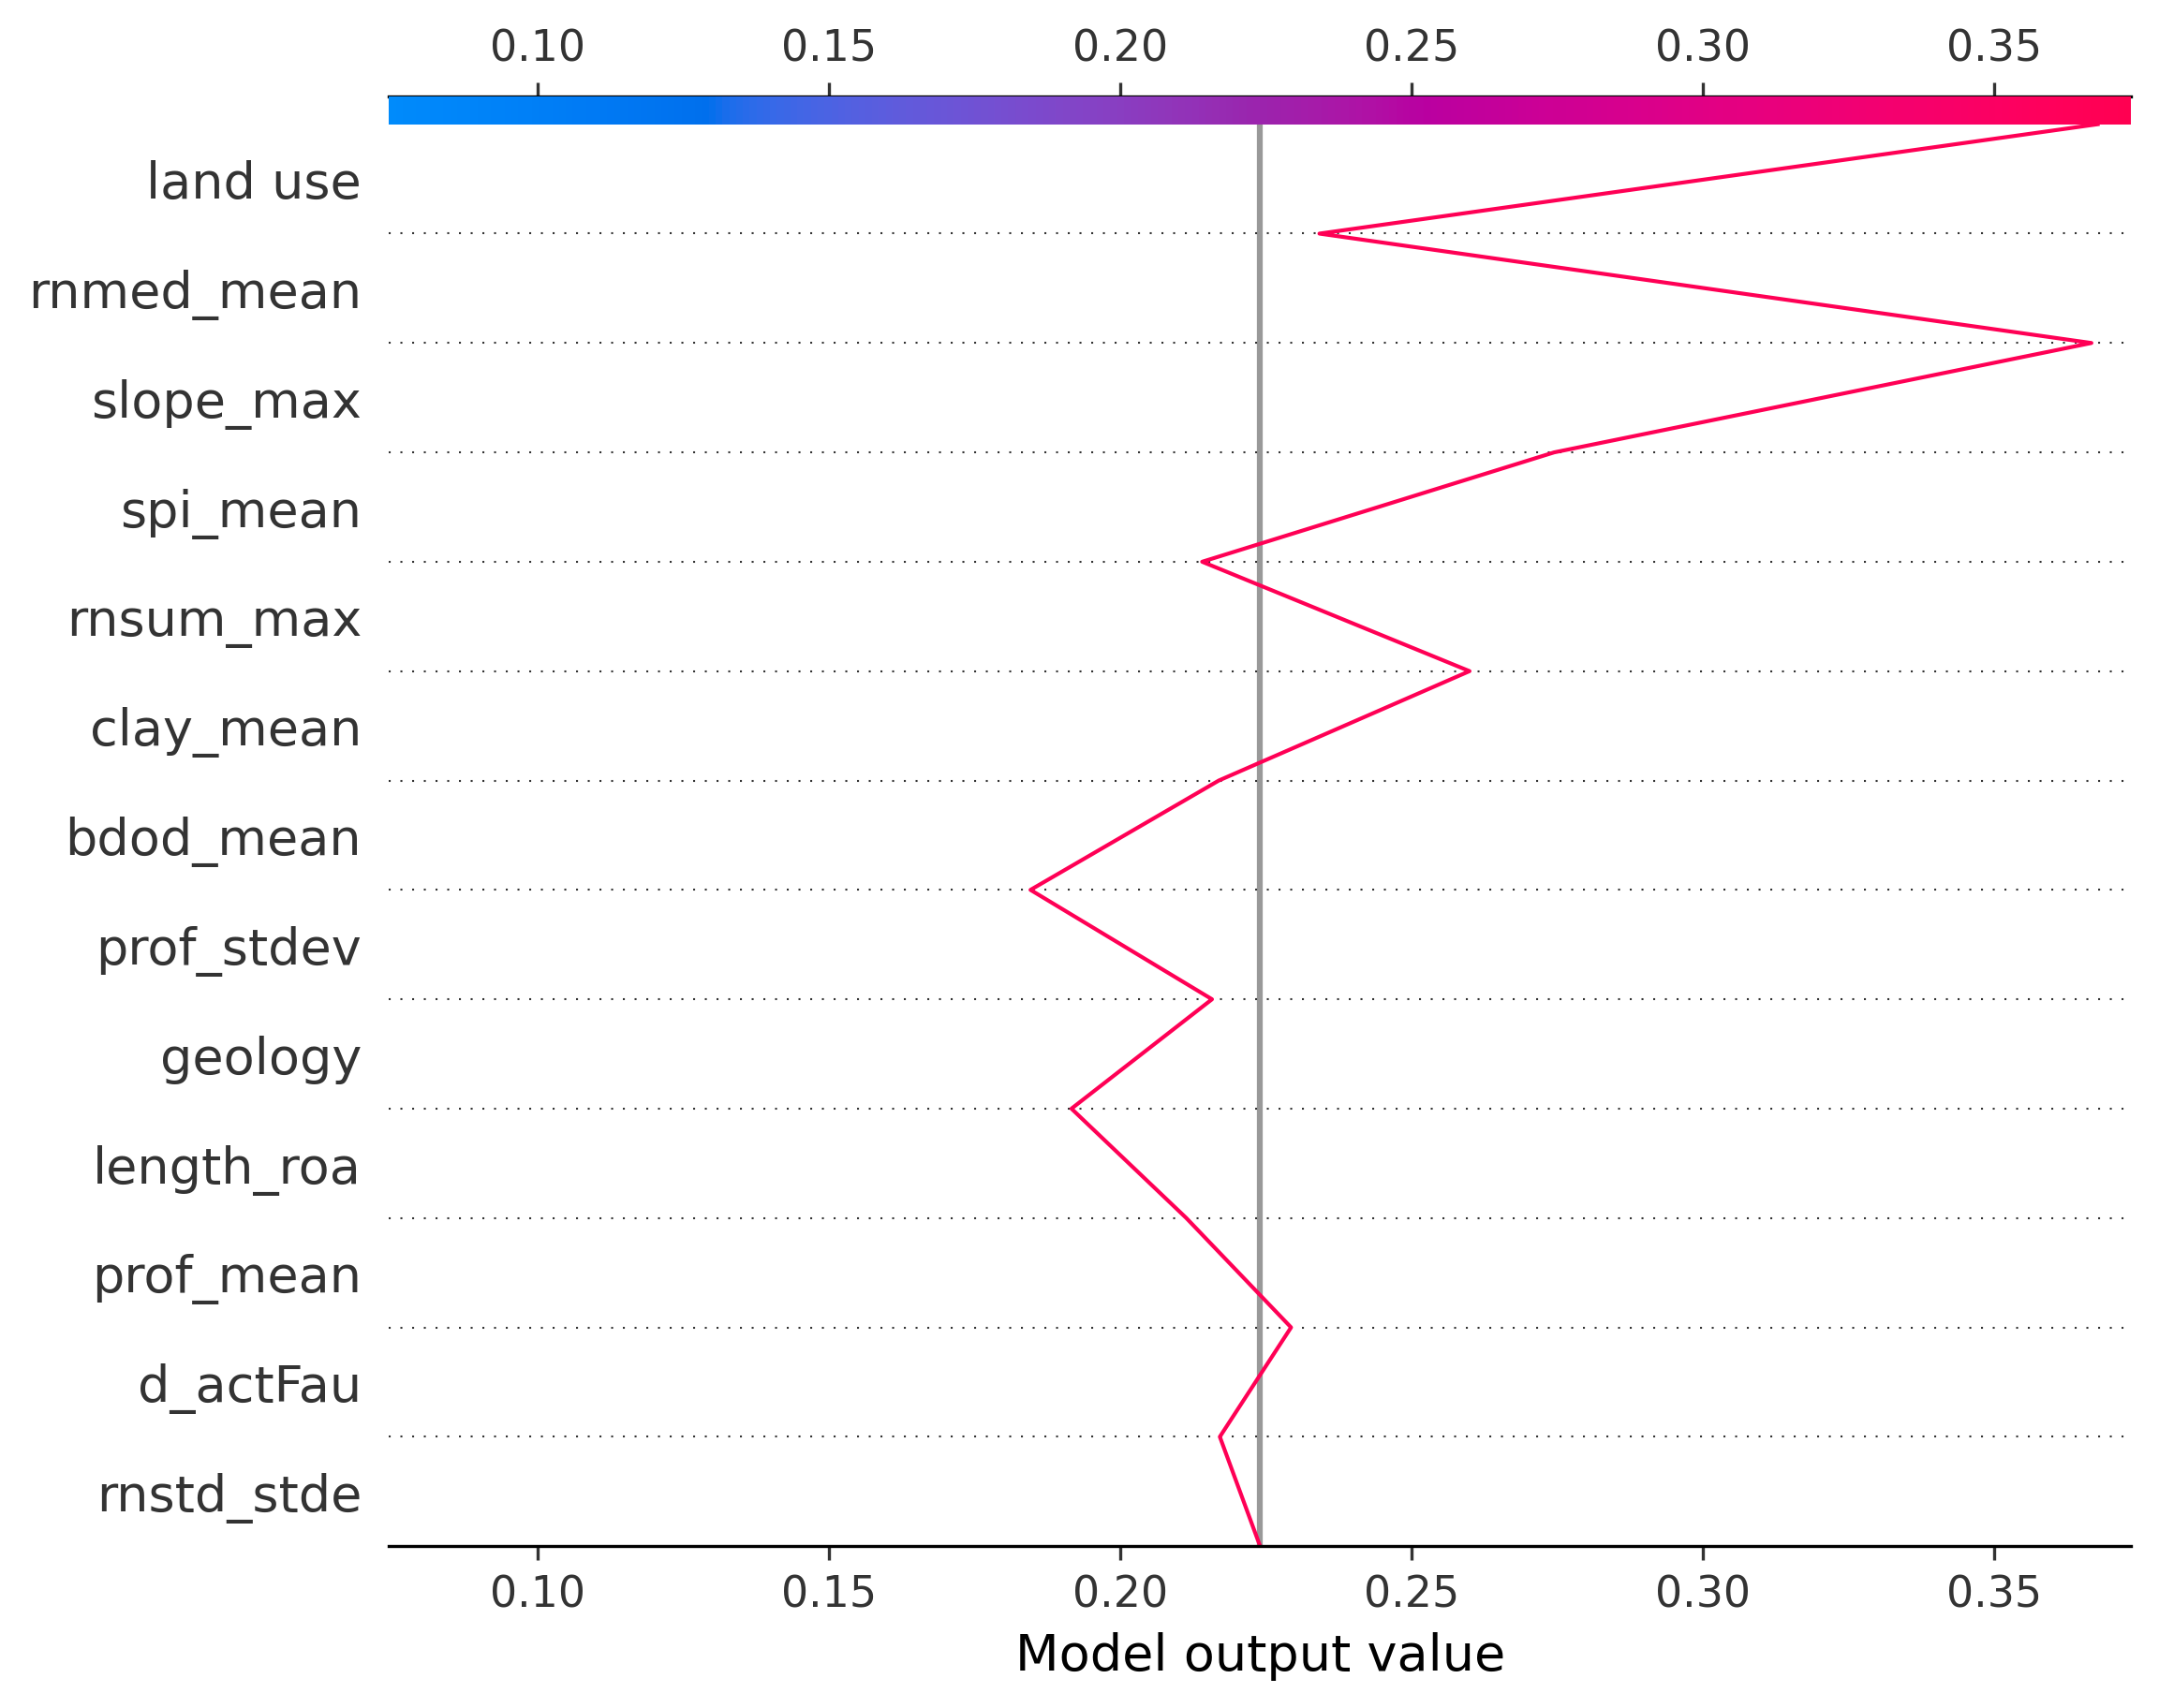 0.10 0.15 0.20 0.25 0.30 0.35
land use
rnmed_mean
slope_max
spi_mean
rnsum_max
clay_mean
bdod_mean
prof_stdev
geology
length_roa
prof_mean
d_actFau
rnstd_stde
0.10 0.15 0.20 0.25 0.30 0.35
Model output value